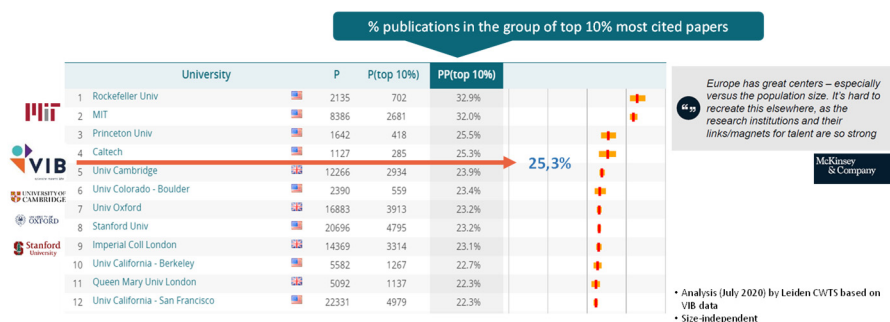 % publications in the group of top 10% most cited papers
University P P(top 10%) PP(top 10%)
1 Rockefeller Univ 2135 702 32.9%
2 MIT 8386 2681 32.0%
3 Princeton Univ 1642 418 25.5%
4 Caltech 1127 285 25.3%
25,3%
5 Univ Cambridge 12266 2934 23.9%
6 Univ Colorado - Boulder 2390 559 23.4%
7 Univ Oxford 16883 3913 23.2%
8 Stanford Univ 20696 4795 23.2%
9 Imperial Coll London 14369 3314 23.1%
10 Univ California - Berkeley 5582 1267 22.7%
11 Queen Mary Univ London 5092 1137 22.3%
12 Univ California - San Francisco 22331 4979 22.3%
MIT
VIB
UNIVERSITY OF
CAMBRIDGE
OXFORD
Stanford
University
Europe has great centers – especially
versus the population size. It's hard to
recreate this elsewhere, as the
research institutions and their
links/magnets for talent are so strong
McKinsey
& Company
• Analysis (July 2020) by Leiden CWTS based on
VIB data
• Size-independent